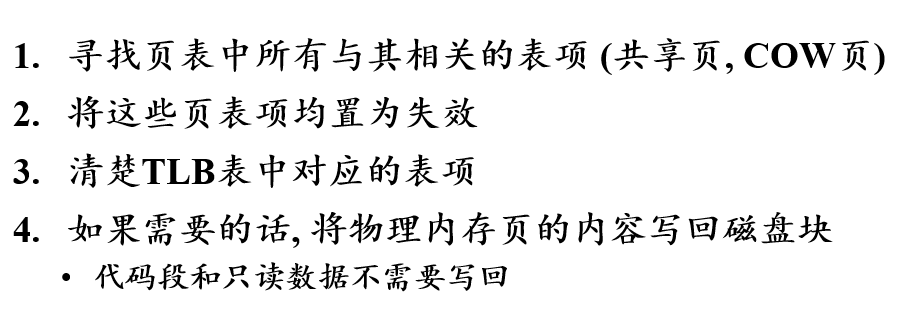 1. 寻找页表中所有与其相关的表项 (共享页, COW页)
2. 将这些页表项均置为失效
3. 清楚TLB表中对应的表项
4. 如果需要的话, 将物理内存页的内容写回磁盘块
• 代码段和只读数据不需要写回